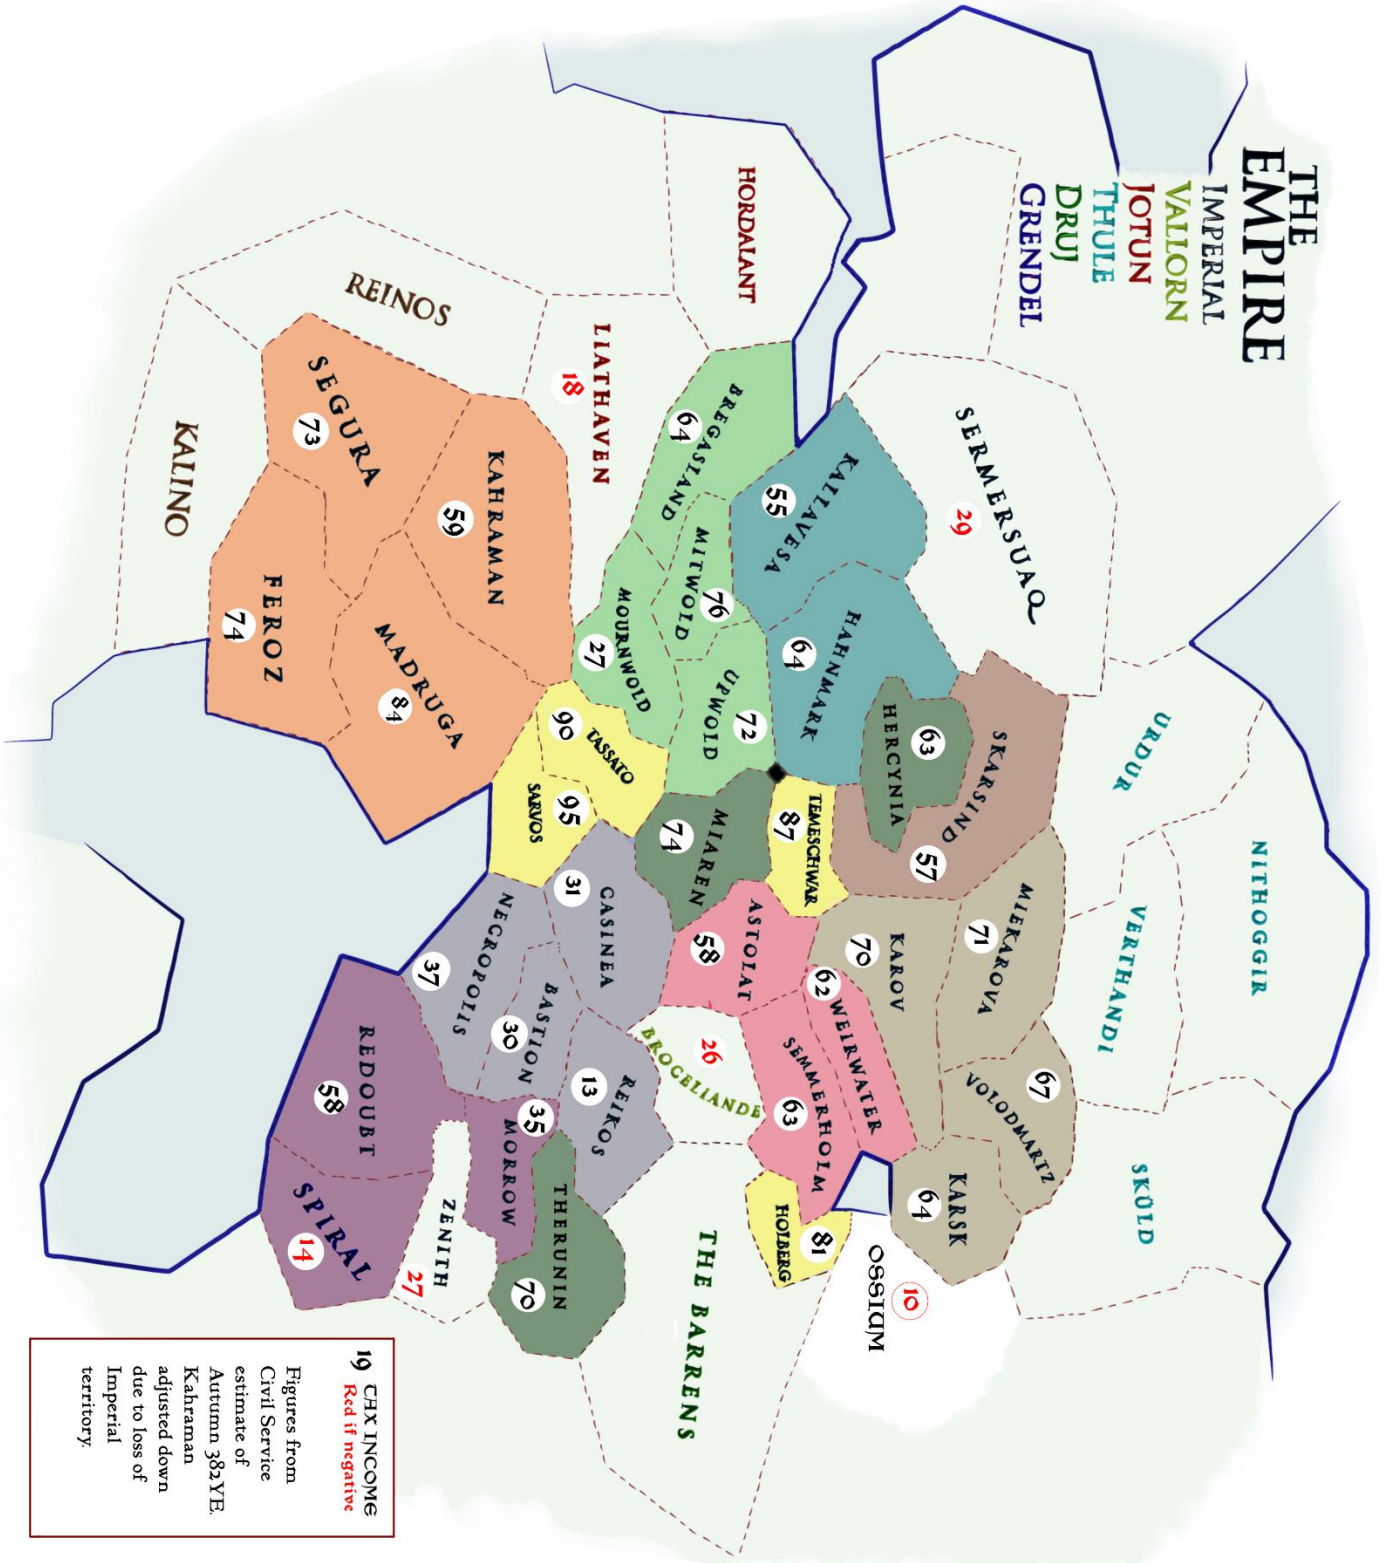 THE
EMPIRE
IMPERIAL
VALLORN
JOTUN
THULE
DRUJ
GRENDEL
URDUR
NITHOGGIR
VERTHANDI
SKÜLD
SERMERSUAQ
29
HORDALANT
KALLAVESA
55
HAHNMARK
64
SKARSIND
57
HERCYNIA
63
MIEKAROVA
71
VOLODMARTZ
67
KAROV
70
KARSK
64
OSSIUM
10
BREGASLAND
64
MITWOLD
76
UPWOLD
72
MOURNWOLD
27
TEMESCHWAR
87
MIAREN
74
ASTOLAT
58
WEIRWATER
62
SEMMERHOLM
63
HOLBERG
81
BROCELIANDE
26
THE BARRENS
LIATHAVEN
18
REINOS
KALINO
SEGURA
73
KAHRAMAN
59
FEROZ
74
MADRUGA
84
TASSATO
90
SARVOS
95
CASINEA
31
NECROPOLIS
37
BASTION
30
REIKOS
13
MORROW
35
THERUNIN
70
REDOUBT
58
ZENITH
27
SPIRAL
14
19 TAX INCOME
Red if negative
Figures from
Civil Service
estimate of
Autumn 382YE.
Kahraman
adjusted down
due to loss of
Imperial
territory.